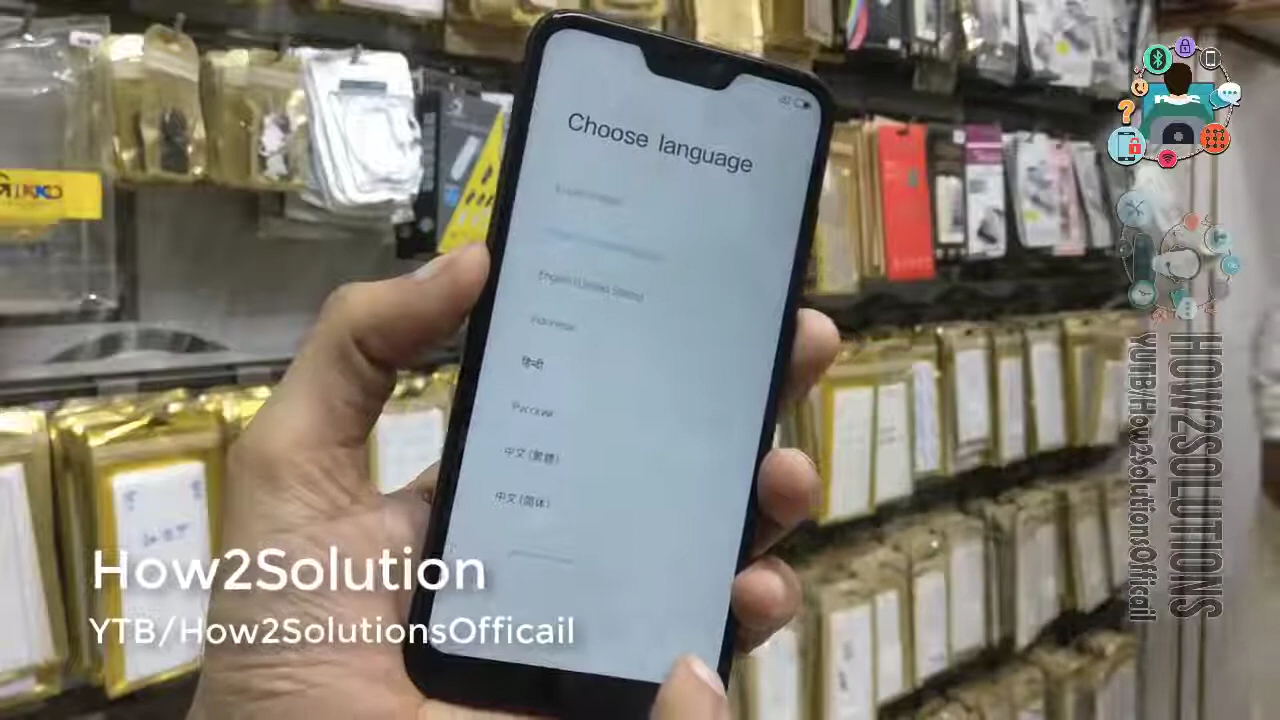 Choose language
English (United States)
Indonesia
हिन्दी
Русский
中文 (繁體)
中文 (简体)
How2Solution
YTB/How2SolutionsOfficail
HOW2SOLUTIONS
YUTB/How2SolutionsOfficail